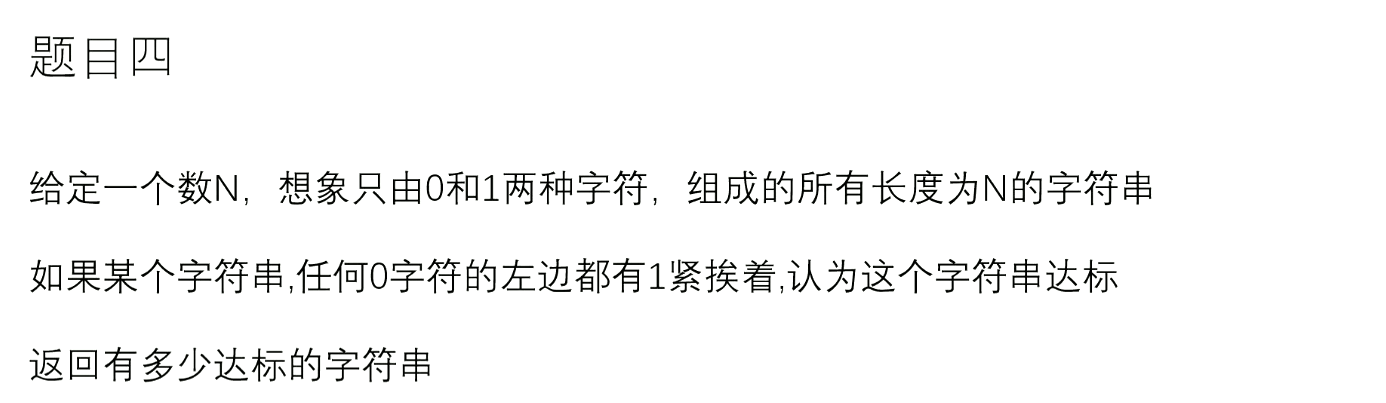 题目四
给定一个数N，想象只由0和1两种字符，组成的所有长度为N的字符串
如果某个字符串,任何0字符的左边都有1紧挨着,认为这个字符串达标
返回有多少达标的字符串